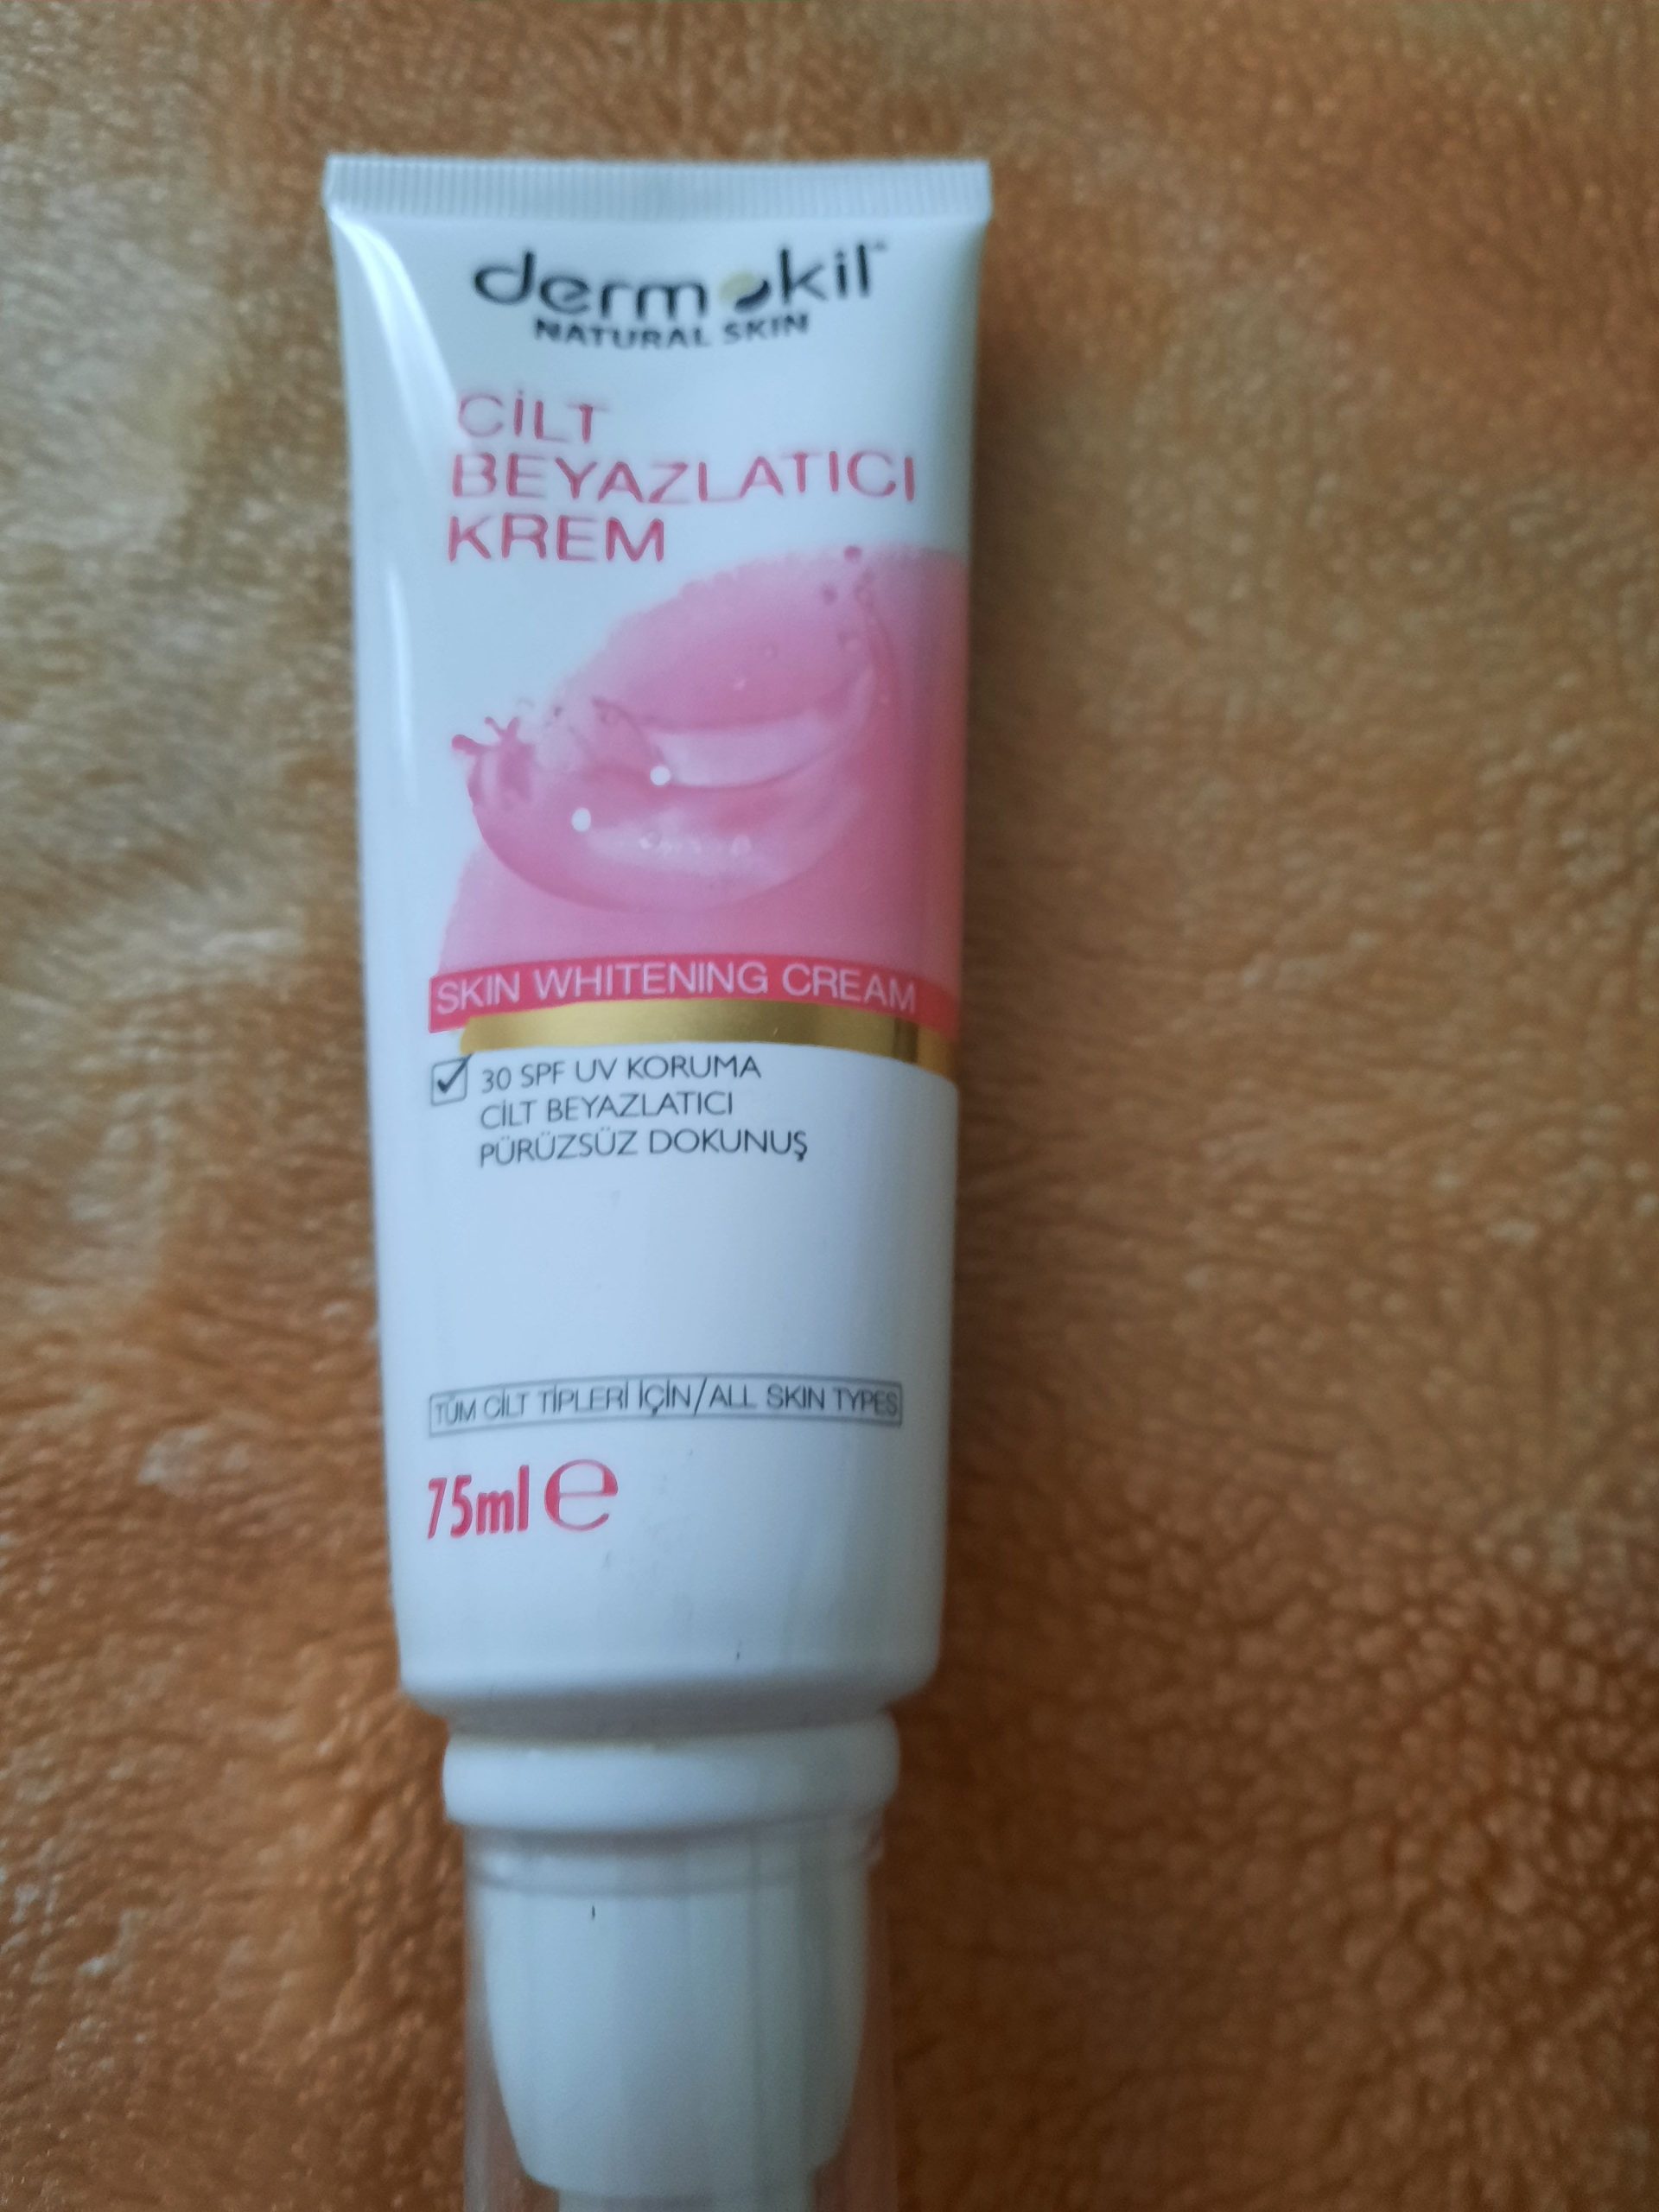 dermokil
NATURAL SKIN
CİLT
BEYAZLATICI
KREM
SKIN WHITENING CREAM
30 SPF UV KORUMA
CİLT BEYAZLATICI
PÜRÜZSÜZ DOKUNUŞ
TÜM CİLT TİPLERİ İÇİN/ALL SKIN TYPES
75ml e